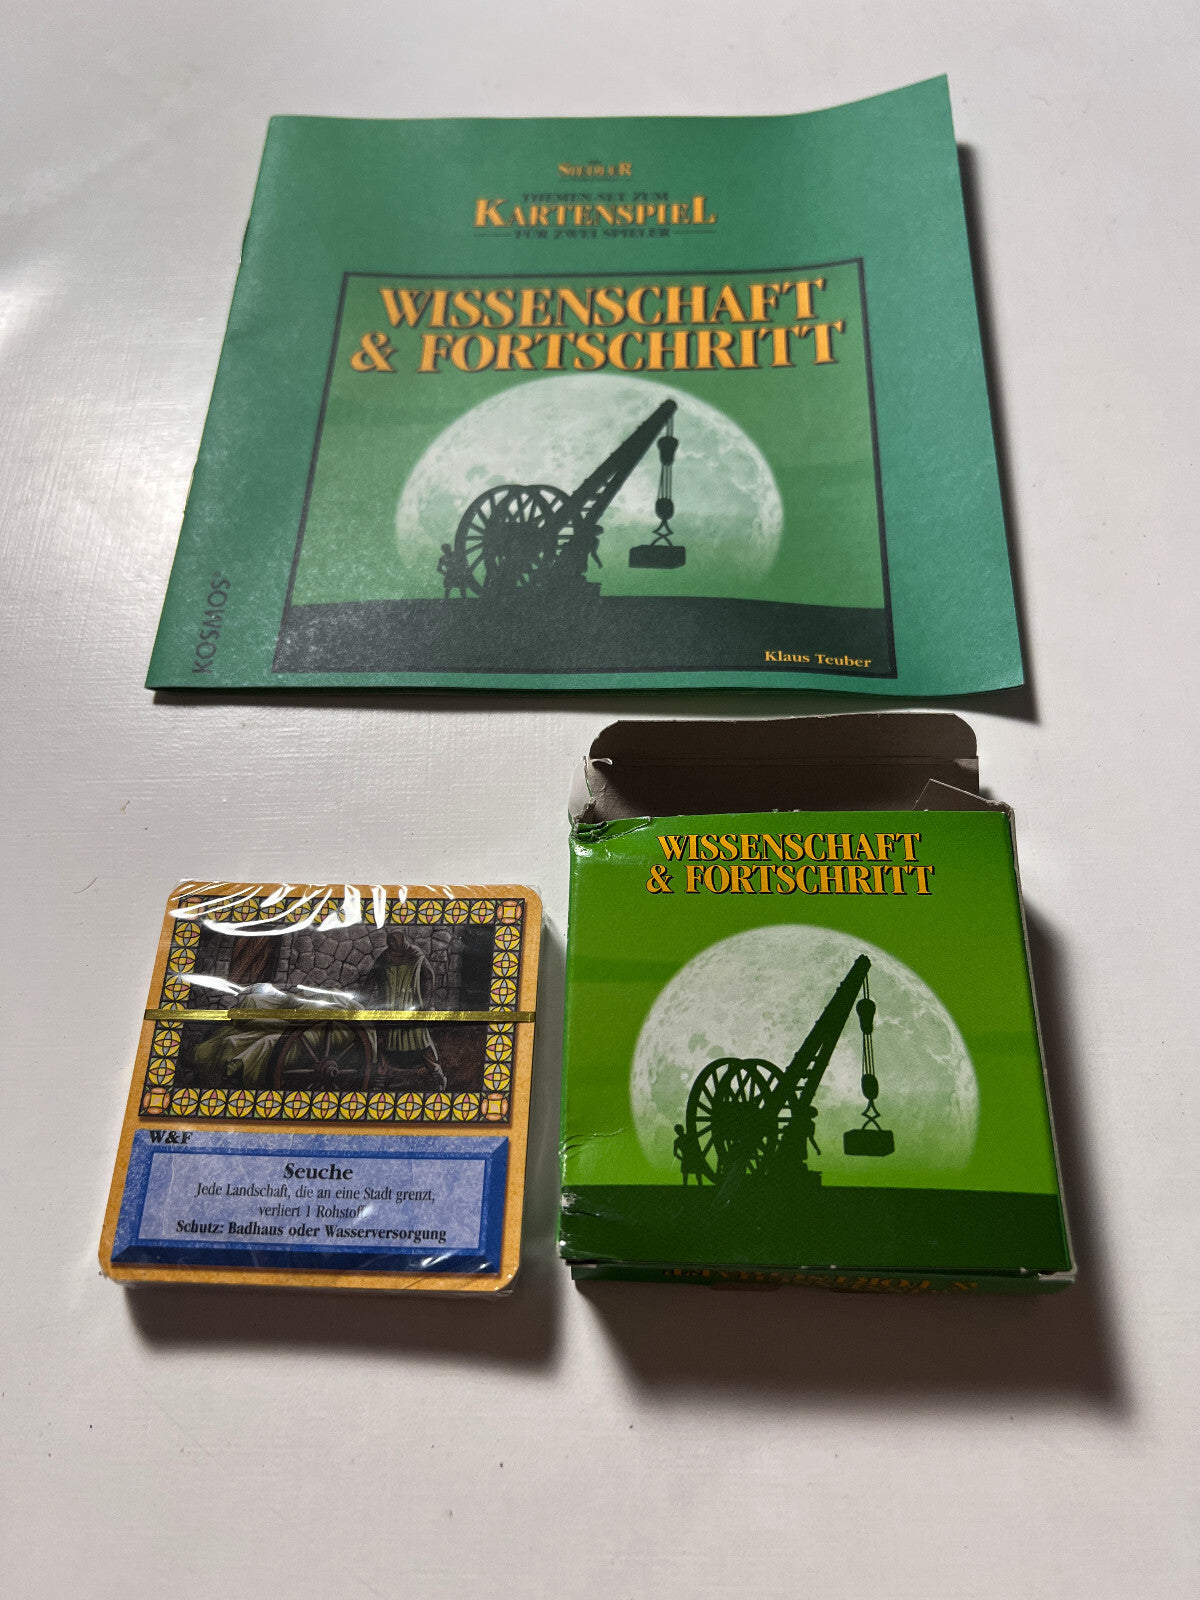 DIE
SIEDLER
THEMEN-SET ZUM
KARTENSPIEL
FÜR ZWEI SPIELER
WISSENSCHAFT
& FORTSCHRITT
Klaus Teuber
KOSMOS
WISSENSCHAFT
& FORTSCHRITT
W&F
Seuche
Jede Landschaft, die an eine Stadt grenzt,
verliert 1 Rohstoff.
Schutz: Badhaus oder Wasserversorgung